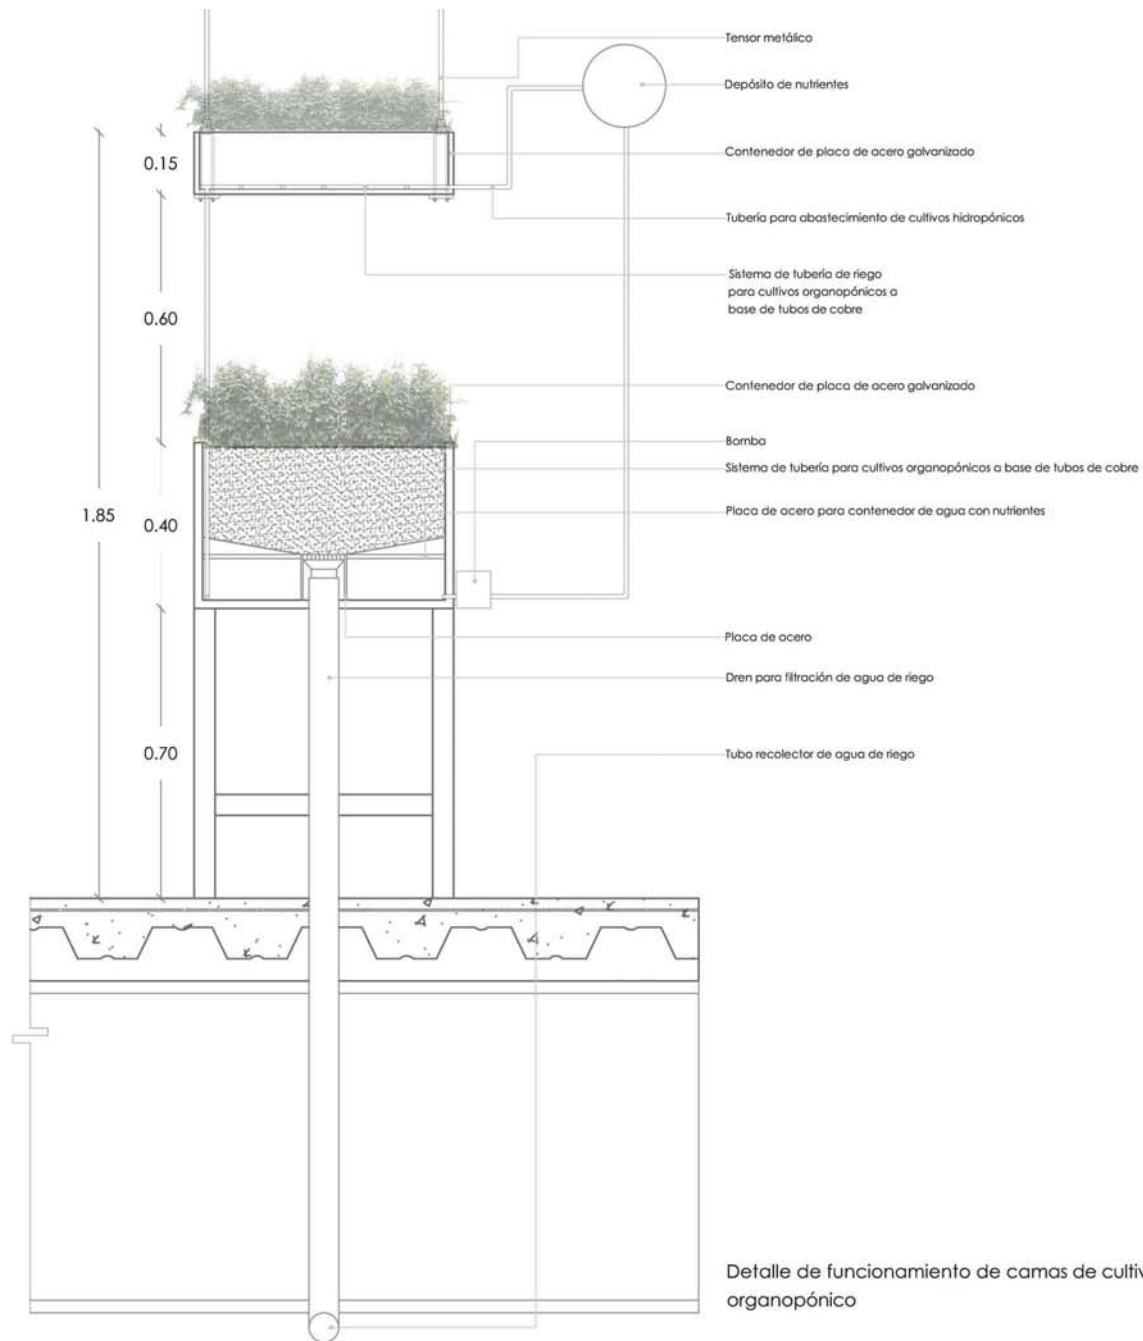 Tensor metálico
Depósito de nutrientes
0.15
Contenedor de placa de acero galvanizado
Tubería para abastecimiento de cultivos hidropónicos
Sistema de tubería de riego
para cultivos organopónicos a
base de tubos de cobre
0.60
Contenedor de placa de acero galvanizado
Bomba
Sistema de tubería para cultivos organopónicos a base de tubos de cobre
Placa de acero para contenedor de agua con nutrientes
1.85
0.40
Placa de acero
Dren para filtración de agua de riego
0.70
Tubo recolector de agua de riego
Detalle de funcionamiento de camas de cultiv
organopónico